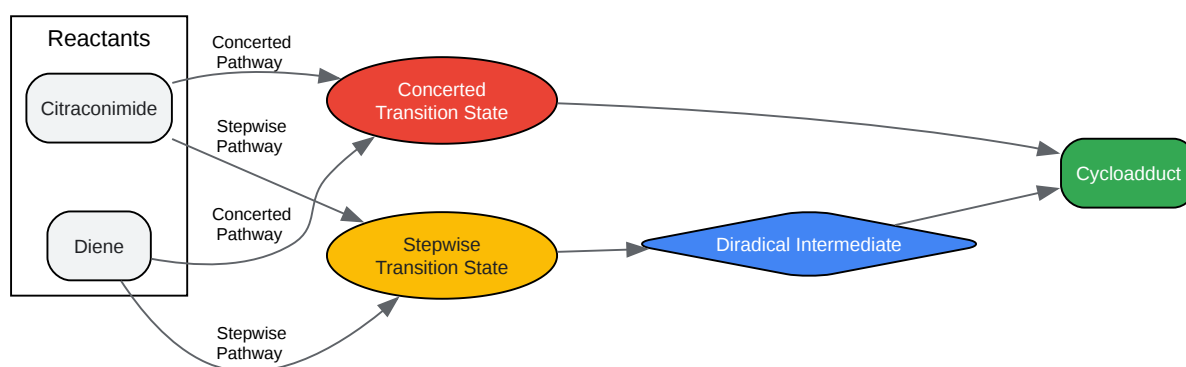 Reactants
Citraconimide
Diene
Concerted
Pathway
Stepwise
Pathway
Concerted
Pathway
Stepwise
Pathway
Concerted
Transition State
Stepwise
Transition State
Diradical Intermediate
Cycloadduct